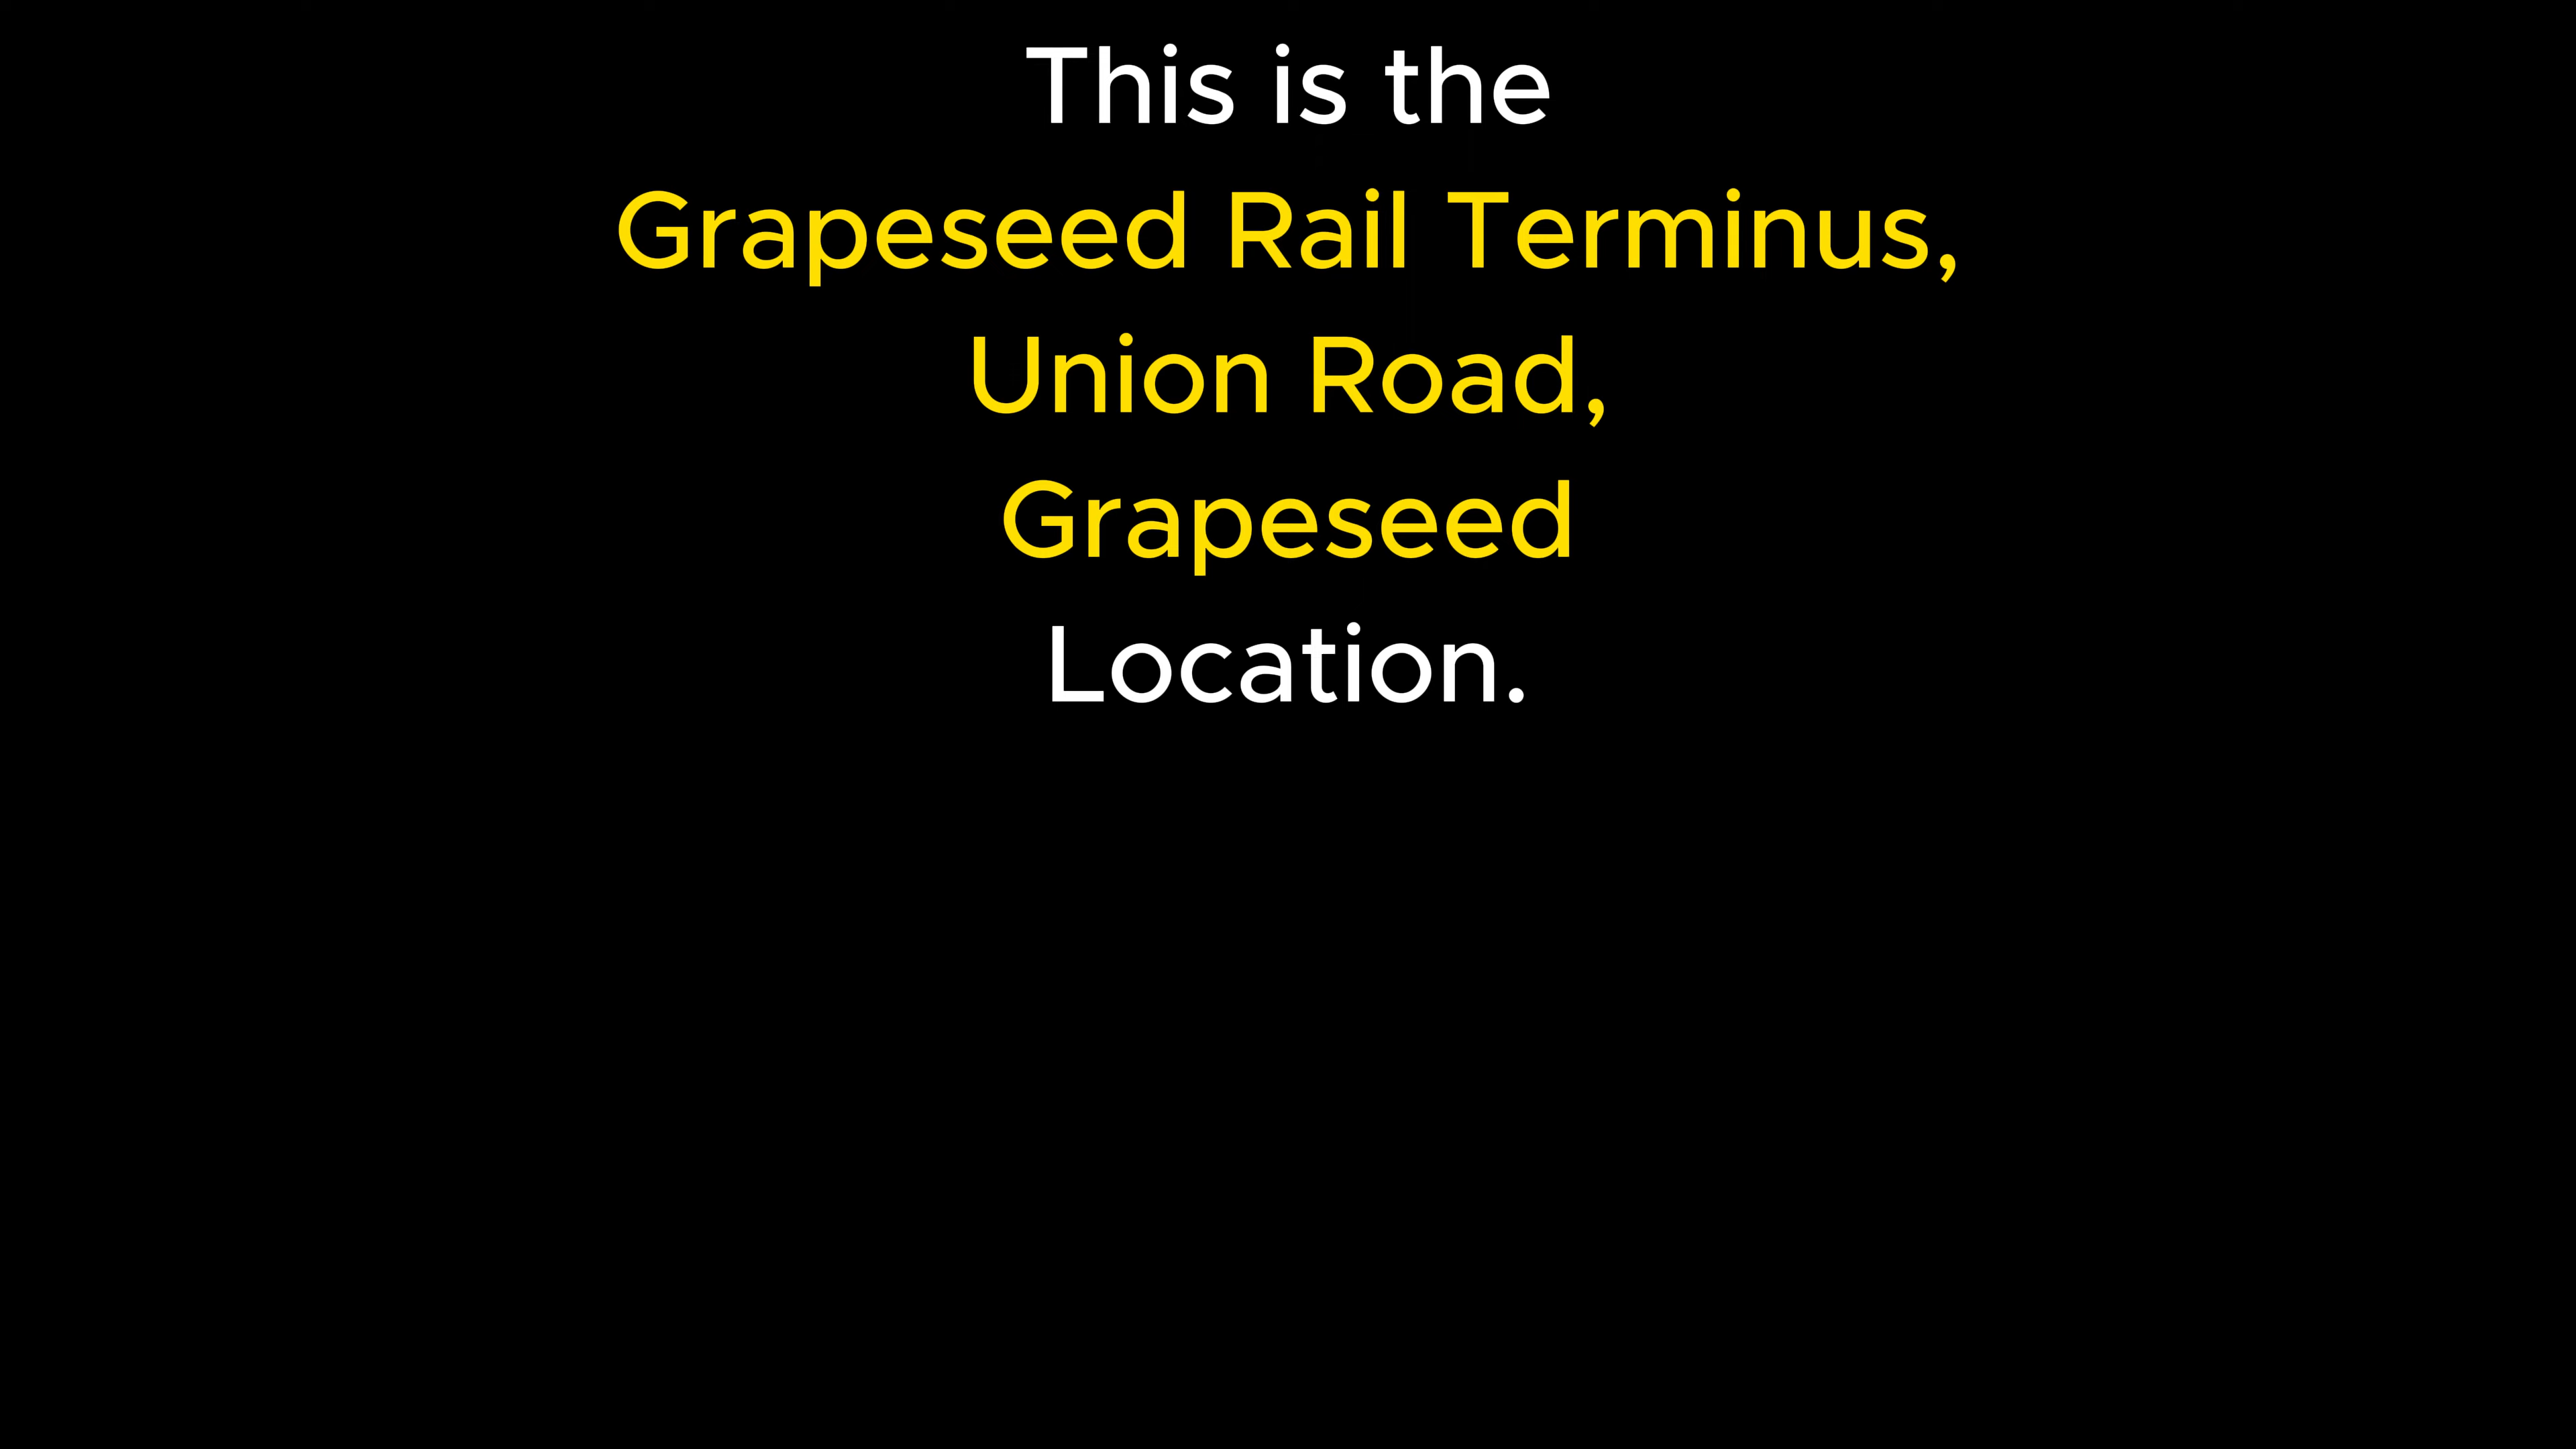 This is the
Grapeseed Rail Terminus,
Union Road,
Grapeseed
Location.